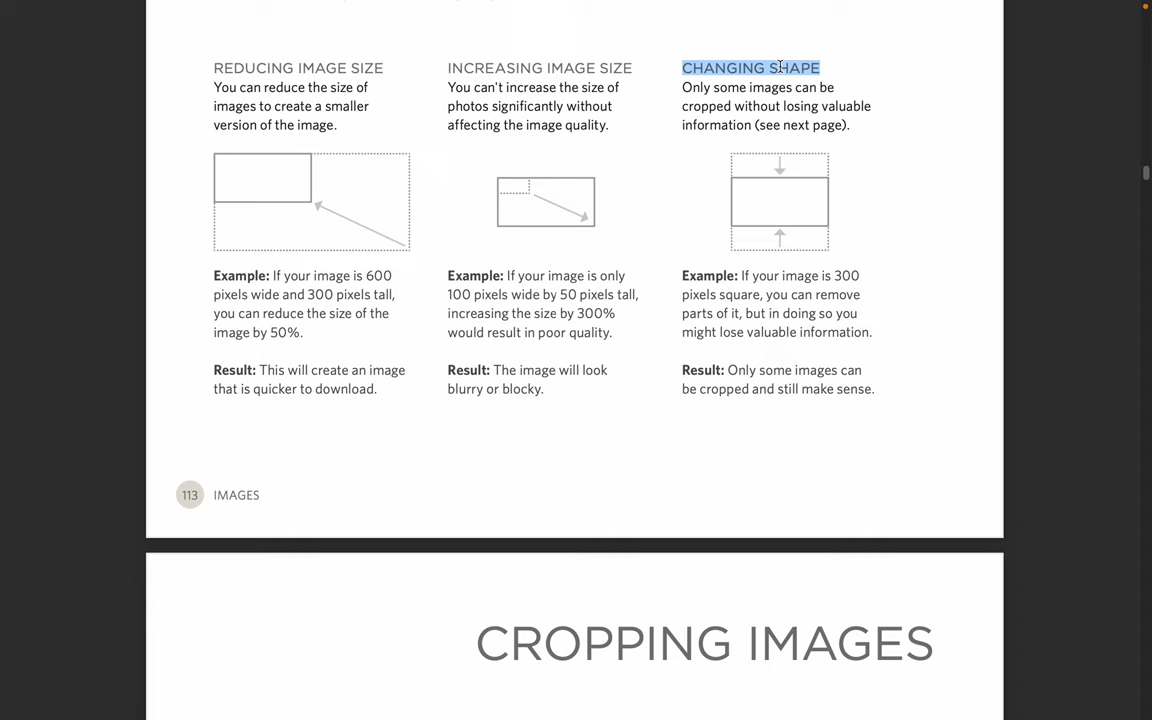 REDUCING IMAGE SIZE
You can reduce the size of
images to create a smaller
version of the image.
Example: If your image is 600
pixels wide and 300 pixels tall,
you can reduce the size of the
image by 50%.
Result: This will create an image
that is quicker to download.
INCREASING IMAGE SIZE
You can't increase the size of
photos significantly without
affecting the image quality.
Example: If your image is only
100 pixels wide by 50 pixels tall,
increasing the size by 300%
would result in poor quality.
Result: The image will look
blurry or blocky.
CHANGING SHAPE
Only some images can be
cropped without losing valuable
information (see next page).
Example: If your image is 300
pixels square, you can remove
parts of it, but in doing so you
might lose valuable information.
Result: Only some images can
be cropped and still make sense.
113 IMAGES
CROPPING IMAGES